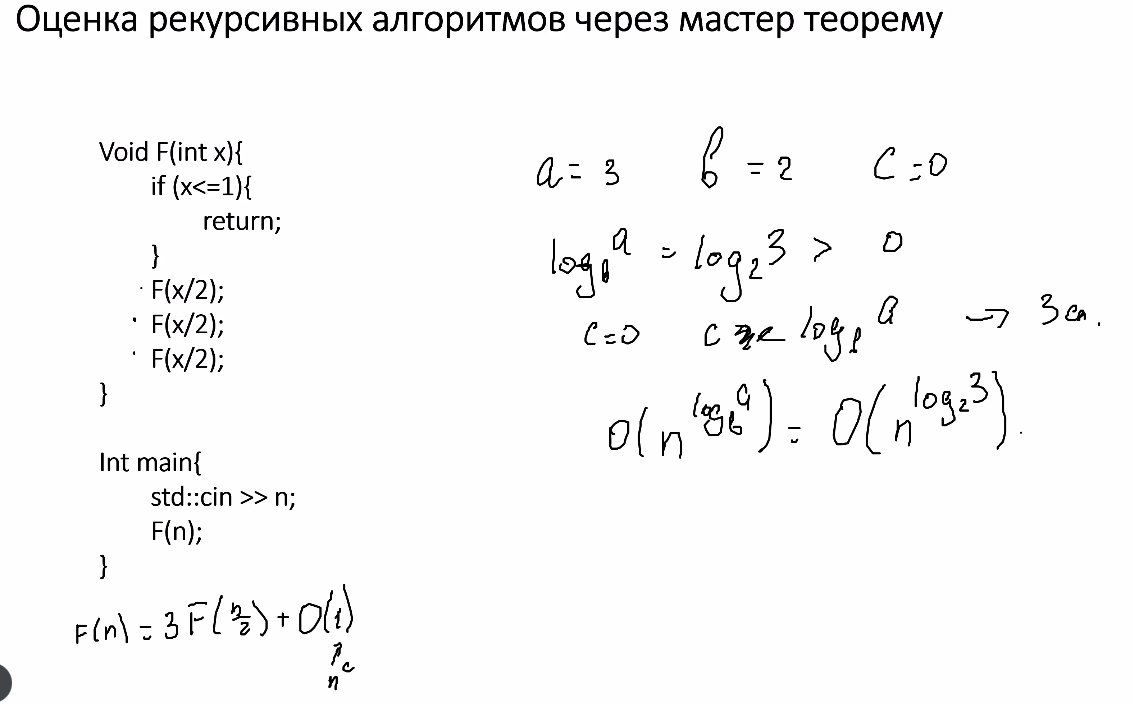 Оценка рекурсивных алгоритмов через мастер теорему
Void F(int x){
if (x<=1){
return;
}
F(x/2);
F(x/2);
F(x/2);
}
Int main{
std::cin >> n;
F(n);
}
F(n) = 3F(n/2) + O(1)
n^c
a = 3 b = 2 c = 0
log_b a = log_2 3 > 0
c = 0 c < log_b a → 3 сл.
O(n^(log_b a)) = O(n^(log_2 3)).